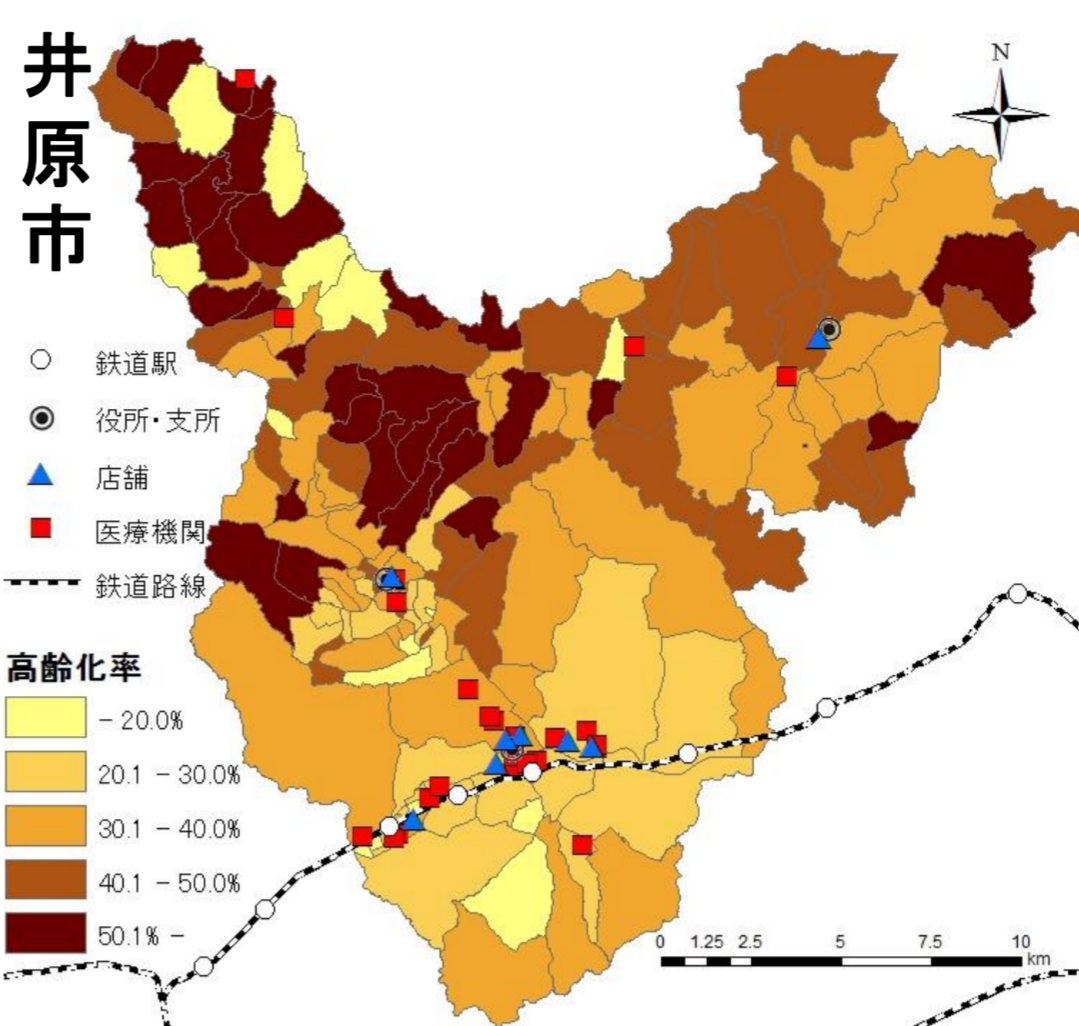 井原市
N
鉄道駅
役所・支所
店舗
医療機関
鉄道路線
高齢化率
- 20.0%
20.1 - 30.0%
30.1 - 40.0%
40.1 - 50.0%
50.1% -
0 1.25 2.5 5 7.5 10
km